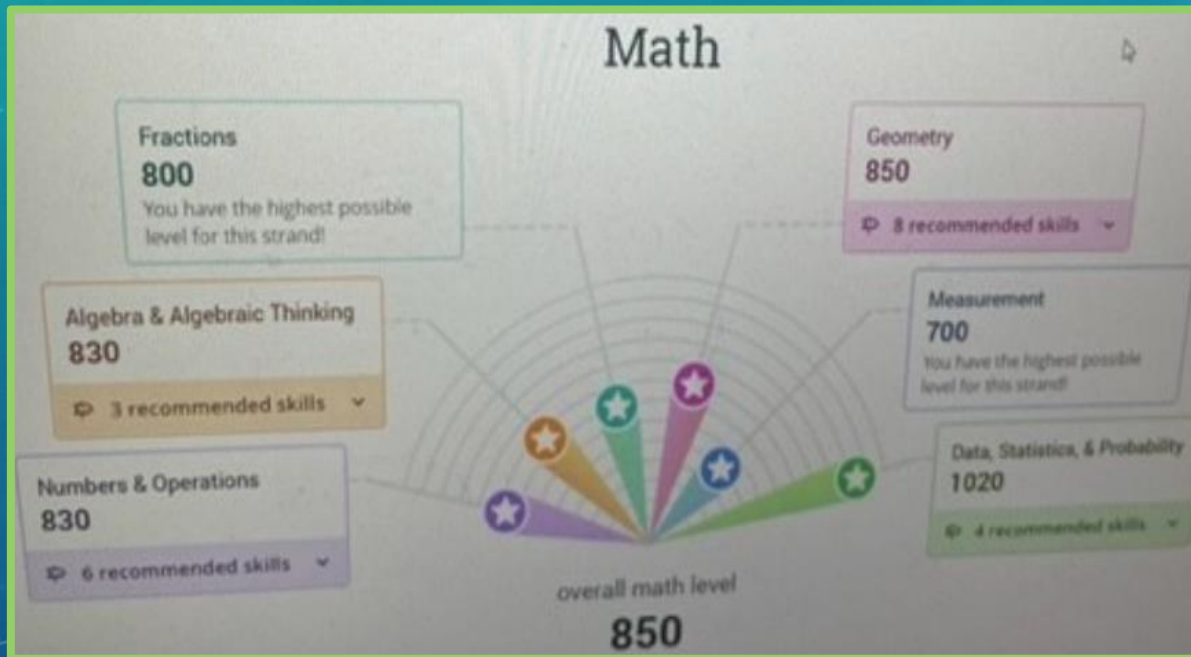 Math
Fractions
800
You have the highest possible
level for this strand!
Algebra & Algebraic Thinking
830
3 recommended skills
Numbers & Operations
830
6 recommended skills
Geometry
850
8 recommended skills
Measurement
700
You have the highest possible
level for this strand!
Data, Statistics, & Probability
1020
4 recommended skills
overall math level
850